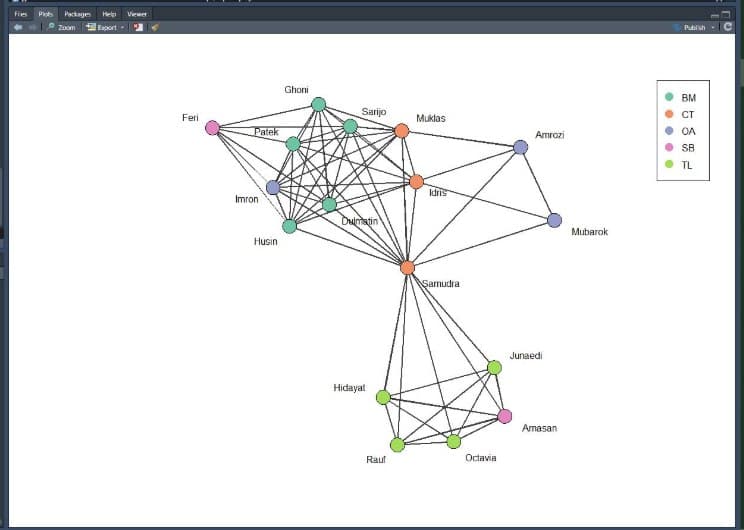 Files Plots Packages Help Viewer
Zoom Export Publish
Ghoni
Sarijo
Feri
Muklas
Patek
Amrozi
Imron
Idris
Dulmatin
Mubarok
Husin
Samudra
Junaedi
Hidayat
Amasan
Rauf
Octavia
BM
CT
OA
SB
TL